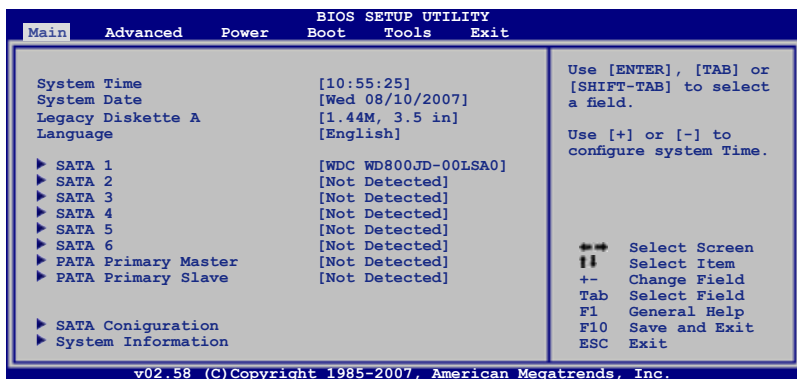 BIOS SETUP UTILITY
Main Advanced Power Boot Tools Exit
System Time [10:55:25]
System Date [Wed 08/10/2007]
Legacy Diskette A [1.44M, 3.5 in]
Language [English]
SATA 1 [WDC WD800JD-00LSA0]
SATA 2 [Not Detected]
SATA 3 [Not Detected]
SATA 4 [Not Detected]
SATA 5 [Not Detected]
SATA 6 [Not Detected]
PATA Primary Master [Not Detected]
PATA Primary Slave [Not Detected]
SATA Coniguration
System Information
Use [ENTER], [TAB] or
[SHIFT-TAB] to select
a field.
Use [+] or [-] to
configure system Time.
Select Screen
Select Item
+- Change Field
Tab Select Field
F1 General Help
F10 Save and Exit
ESC Exit
v02.58 (C)Copyright 1985-2007, American Megatrends, Inc.